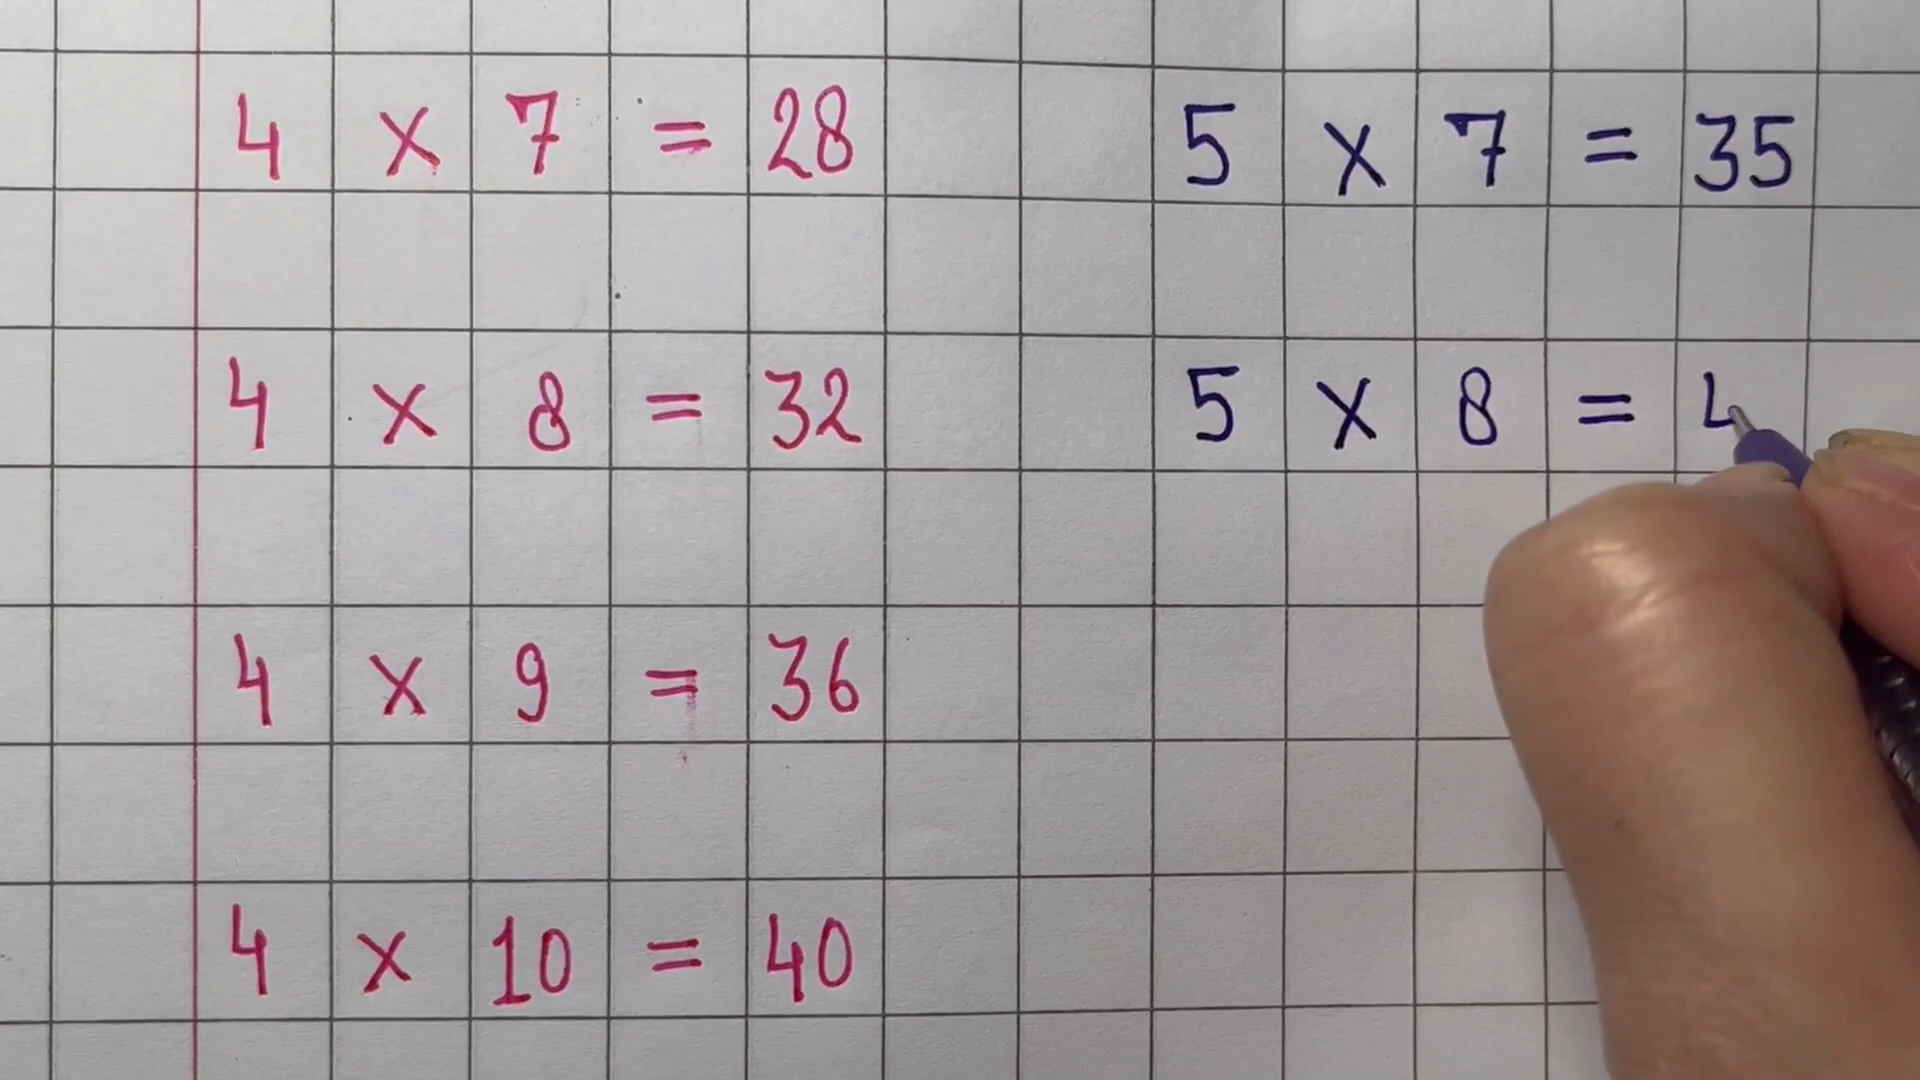 4 x 7 = 28
5 x 7 = 35
4 x 8 = 32
5 x 8 = 4
4 x 9 = 36
4 x 10 = 40